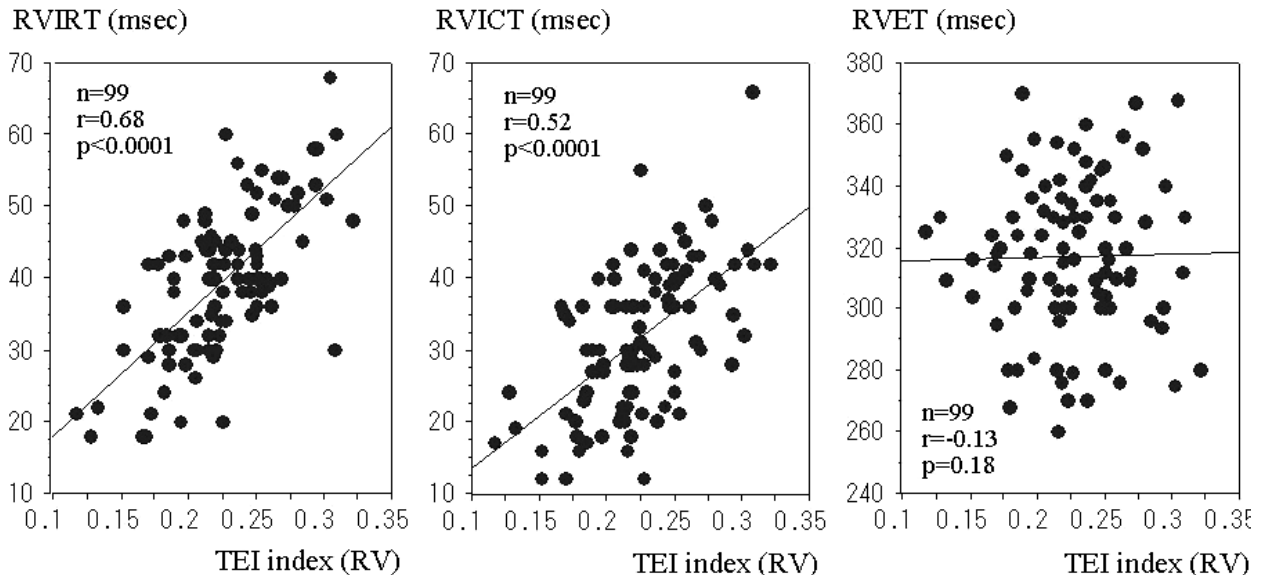 RVIRT (msec)
70
60
50
40
30
20
10
n=99
r=0.68
p<0.0001
0.1 0.15 0.2 0.25 0.3 0.35
TEI index (RV)
RVICT (msec)
70
60
50
40
30
20
10
n=99
r=0.52
p<0.0001
0.1 0.15 0.2 0.25 0.3 0.35
TEI index (RV)
RVET (msec)
380
360
340
320
300
280
260
240
n=99
r=-0.13
p=0.18
0.1 0.15 0.2 0.25 0.3 0.35
TEI index (RV)